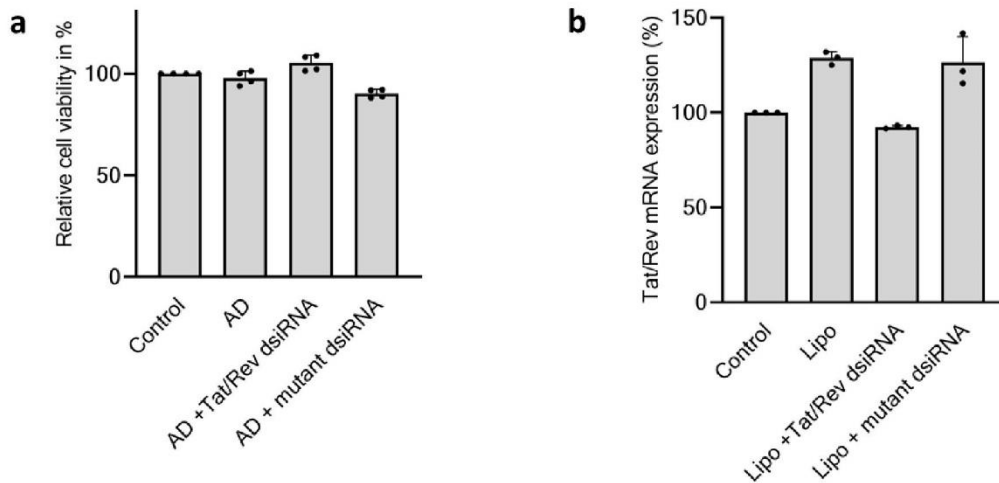 a
Relative cell viability in %
100
50
0
Control
AD
AD +Tat/Rev dsiRNA
AD + mutant dsiRNA
b
Tat/Rev mRNA expression (%)
150
100
50
0
Control
Lipo
Lipo +Tat/Rev dsiRNA
Lipo + mutant dsiRNA